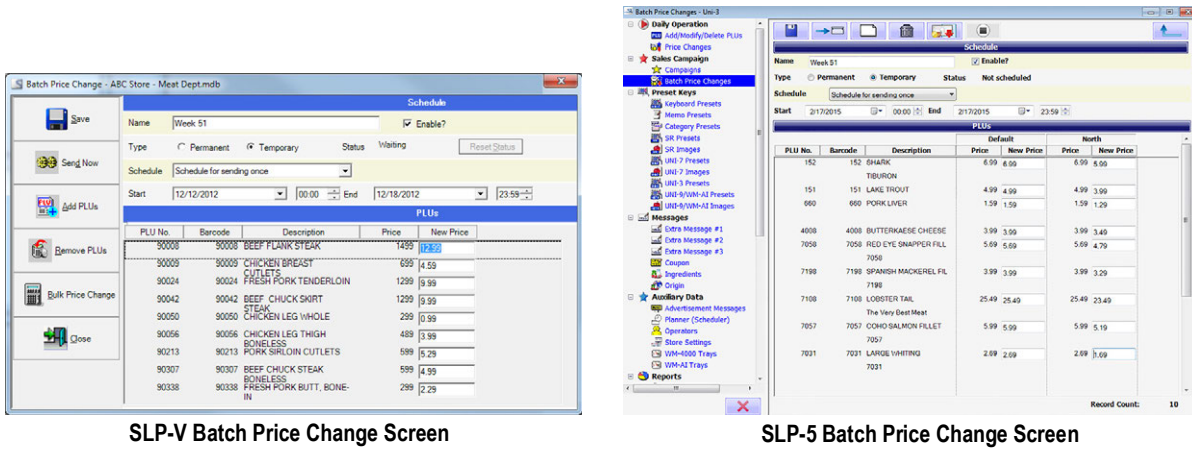 Batch Price Change - ABC Store - Meat Dept.mdb
Save
Send Now
Add PLUs
Remove PLUs
Bulk Price Change
Close
Schedule
Name Week 51 Enable?
Type Permanent Temporary Status Waiting Reset Status
Schedule Schedule for sending once
Start 12/12/2012 00:00 End 12/18/2012 23:59
PLUs
PLU No. Barcode Description Price New Price
90008 90008 BEEF FLANK STEAK 1499 12.99
90009 90009 CHICKEN BREAST 699 4.59
CUTLETS
90024 90024 FRESH PORK TENDERLOIN 1299 9.99
90042 90042 BEEF CHUCK SKIRT 1299 9.99
STEAK
90050 90050 CHICKEN LEG WHOLE 299 0.99
90056 90056 CHICKEN LEG THIGH 489 3.99
BONELESS
90213 90213 PORK SIRLOIN CUTLETS 599 5.29
90307 90307 BEEF CHUCK STEAK 599 4.99
BONELESS
90338 90338 FRESH PORK BUTT, BONE- 299 2.29
IN
SLP-V Batch Price Change Screen
Batch Price Changes - Uni-3
Daily Operation
PLU Add/Modify/Delete PLUs
Price Changes
Sales Campaign
Campaigns
Batch Price Changes
Preset Keys
Keyboard Presets
Memo Presets
Category Presets
SR Presets
SR Images
UNI-7 Presets
UNI-7 Images
UNI-3 Presets
UNI-9/WM-AI Presets
UNI-9/WM-AI Images
Messages
Extra Message #1
Extra Message #2
Extra Message #3
Coupon
Ingredients
Origin
Auxiliary Data
Advertisement Messages
Planner (Scheduler)
Operators
Store Settings
WM-4000 Trays
WM-AI Trays
Reports
Schedule
Name Week 51 Enable?
Type Permanent Temporary Status Not scheduled
Schedule Schedule for sending once
Start 2/17/2015 00:00 End 2/17/2015 23:59
PLUs
Default North
PLU No. Barcode Description Price New Price Price New Price
152 152 SHARK 6.99 6.99 6.99 5.99
TIBURON
151 151 LAKE TROUT 4.99 4.99 4.99 3.99
660 660 PORK LIVER 1.59 1.59 1.59 1.29
4008 4008 BUTTERKAESE CHEESE 3.99 3.99 3.99 3.49
7058 7058 RED EYE SNAPPER FILL 5.69 5.69 5.69 4.79
7058
7198 7198 SPANISH MACKEREL FIL 3.99 3.99 3.99 3.29
7198
7108 7108 LOBSTER TAIL 25.49 25.49 25.49 23.49
The Very Best Meat
7057 7057 COHO SALMON FILLET 5.99 5.99 5.99 5.19
7057
7031 7031 LARGE WHITING 2.69 2.69 2.69 1.69
7031
Record Count: 10
SLP-5 Batch Price Change Screen